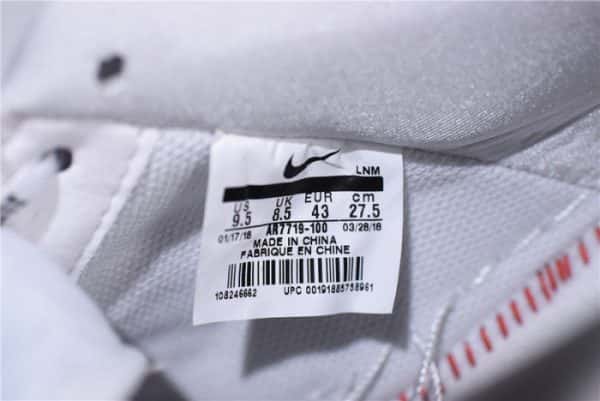 LNM
US UK EUR cm
9.5 8.5 43 27.5
01/17/18 AR7719-100 03/28/18
MADE IN CHINA
FABRIQUE EN CHINE
108246662 UPC 00191885758961